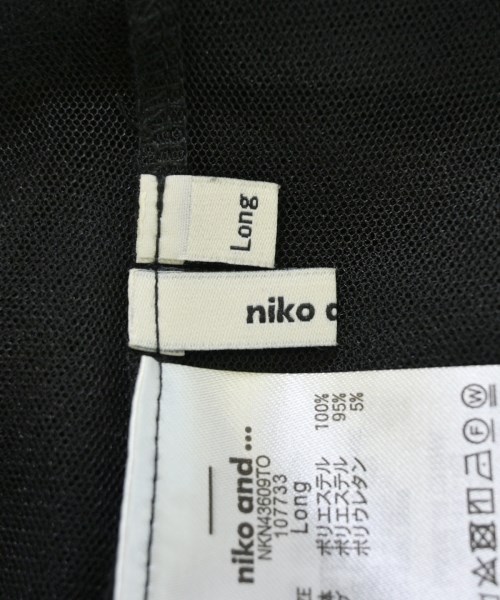 Long
niko a
niko and ...
NKN43609TO
107733
Long
ポリエステル 100%
ポリエステル 95%
ポリウレタン 5%